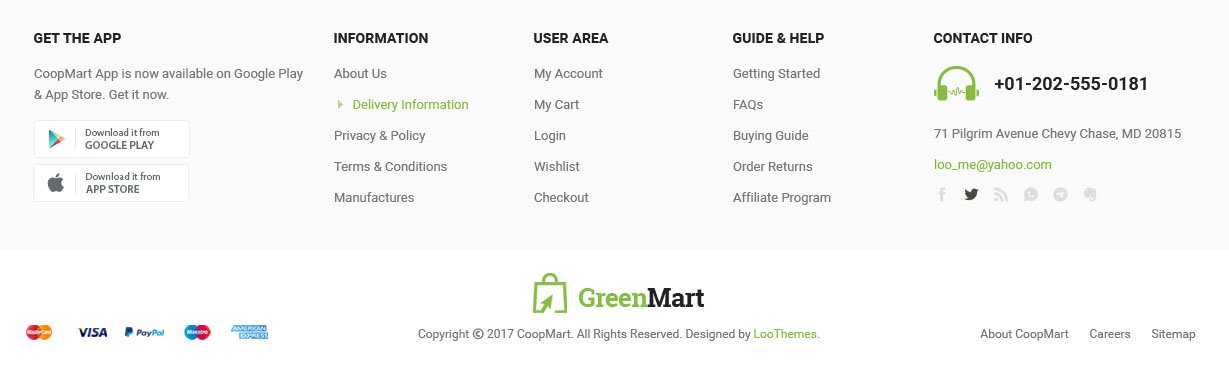 GET THE APP
CoopMart App is now available on Google Play
& App Store. Get it now.
Download it from
GOOGLE PLAY
Download it from
APP STORE
INFORMATION
About Us
Delivery Information
Privacy & Policy
Terms & Conditions
Manufactures
USER AREA
My Account
My Cart
Login
Wishlist
Checkout
GUIDE & HELP
Getting Started
FAQs
Buying Guide
Order Returns
Affiliate Program
CONTACT INFO
+01-202-555-0181
71 Pilgrim Avenue Chevy Chase, MD 20815
loo_me@yahoo.com
GreenMart
MasterCard
VISA
PayPal
Maestro
AMERICAN
EXPRESS
Copyright © 2017 CoopMart. All Rights Reserved. Designed by LooThemes.
About CoopMart
Careers
Sitemap